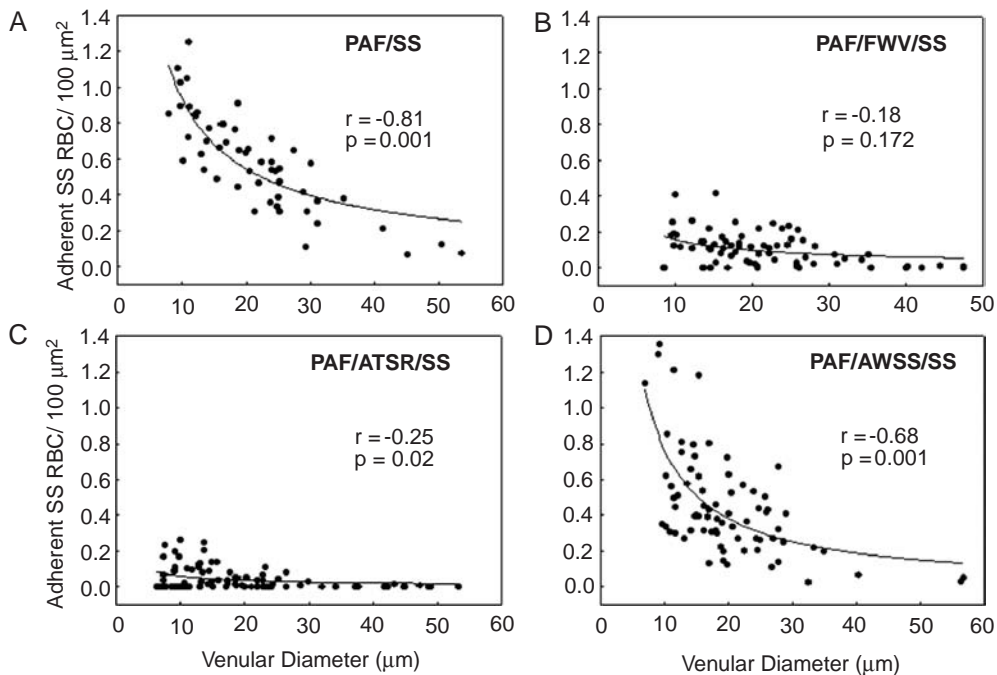 A
PAF/SS
r = -0.81
p = 0.001
Adherent SS RBC/ 100 µm²
1.4
1.2
1.0
0.8
0.6
0.4
0.2
0.0
0 10 20 30 40 50 60
B
PAF/FWV/SS
r = -0.18
p = 0.172
1.4
1.2
1.0
0.8
0.6
0.4
0.2
0.0
0 10 20 30 40 50
C
PAF/ATSR/SS
r = -0.25
p = 0.02
Adherent SS RBC/ 100 µm²
1.4
1.2
1.0
0.8
0.6
0.4
0.2
0.0
0 10 20 30 40 50 60
Venular Diameter (µm)
D
PAF/AWSS/SS
r = -0.68
p = 0.001
1.4
1.2
1.0
0.8
0.6
0.4
0.2
0.0
0 10 20 30 40 50 60
Venular Diameter (µm)